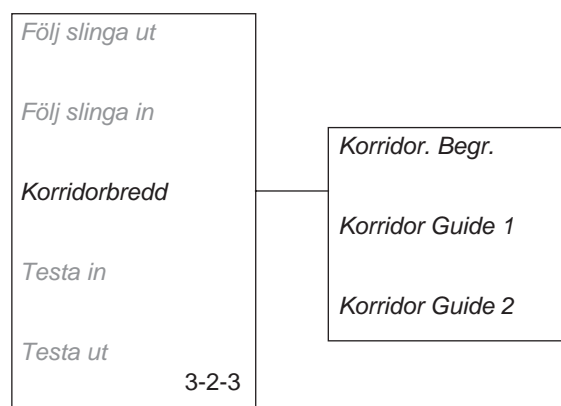 Följ slinga ut
Följ slinga in
Korridorbredd
Testa in
Testa ut
3-2-3
Korridor. Begr.
Korridor Guide 1
Korridor Guide 2